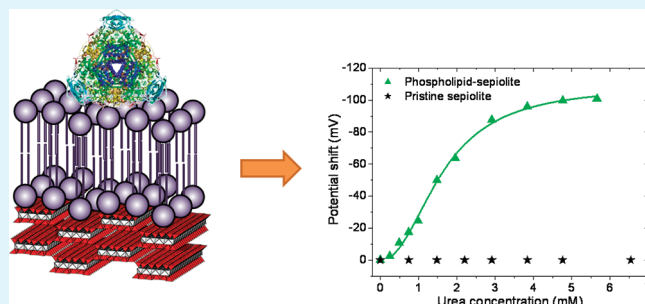 -120
-100
-80
-60
-40
-20
0
Potential shift (mV)
Phospholipid-sepiolite
Pristine sepiolite
0 1 2 3 4 5 6
Urea concentration (mM)